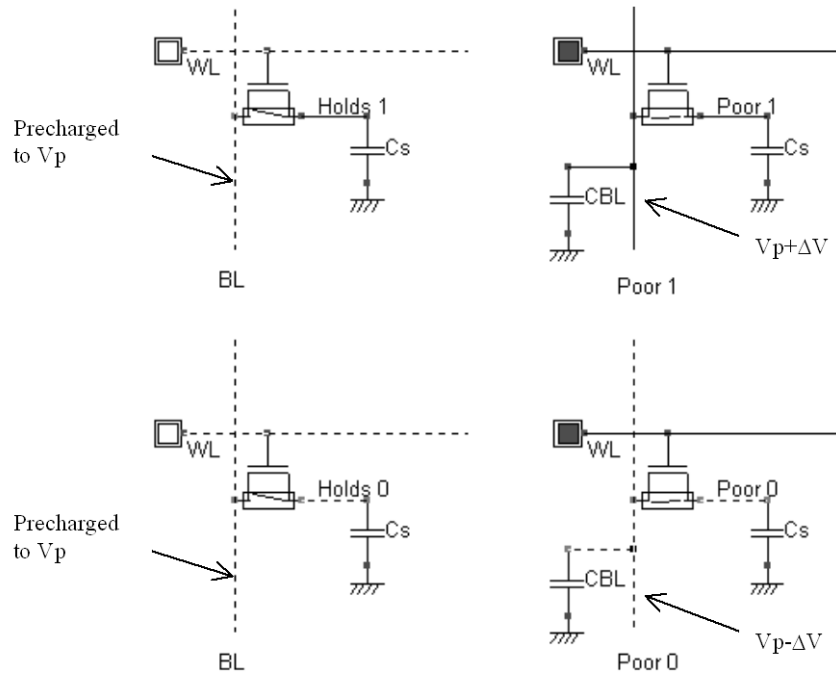 WL
WL
Holds 1
Poor 1
Precharged
to Vp
Cs
Cs
CBL
Vp+ΔV
BL
Poor 1
WL
WL
Holds 0
Poor 0
Precharged
to Vp
Cs
Cs
CBL
Vp-ΔV
BL
Poor 0